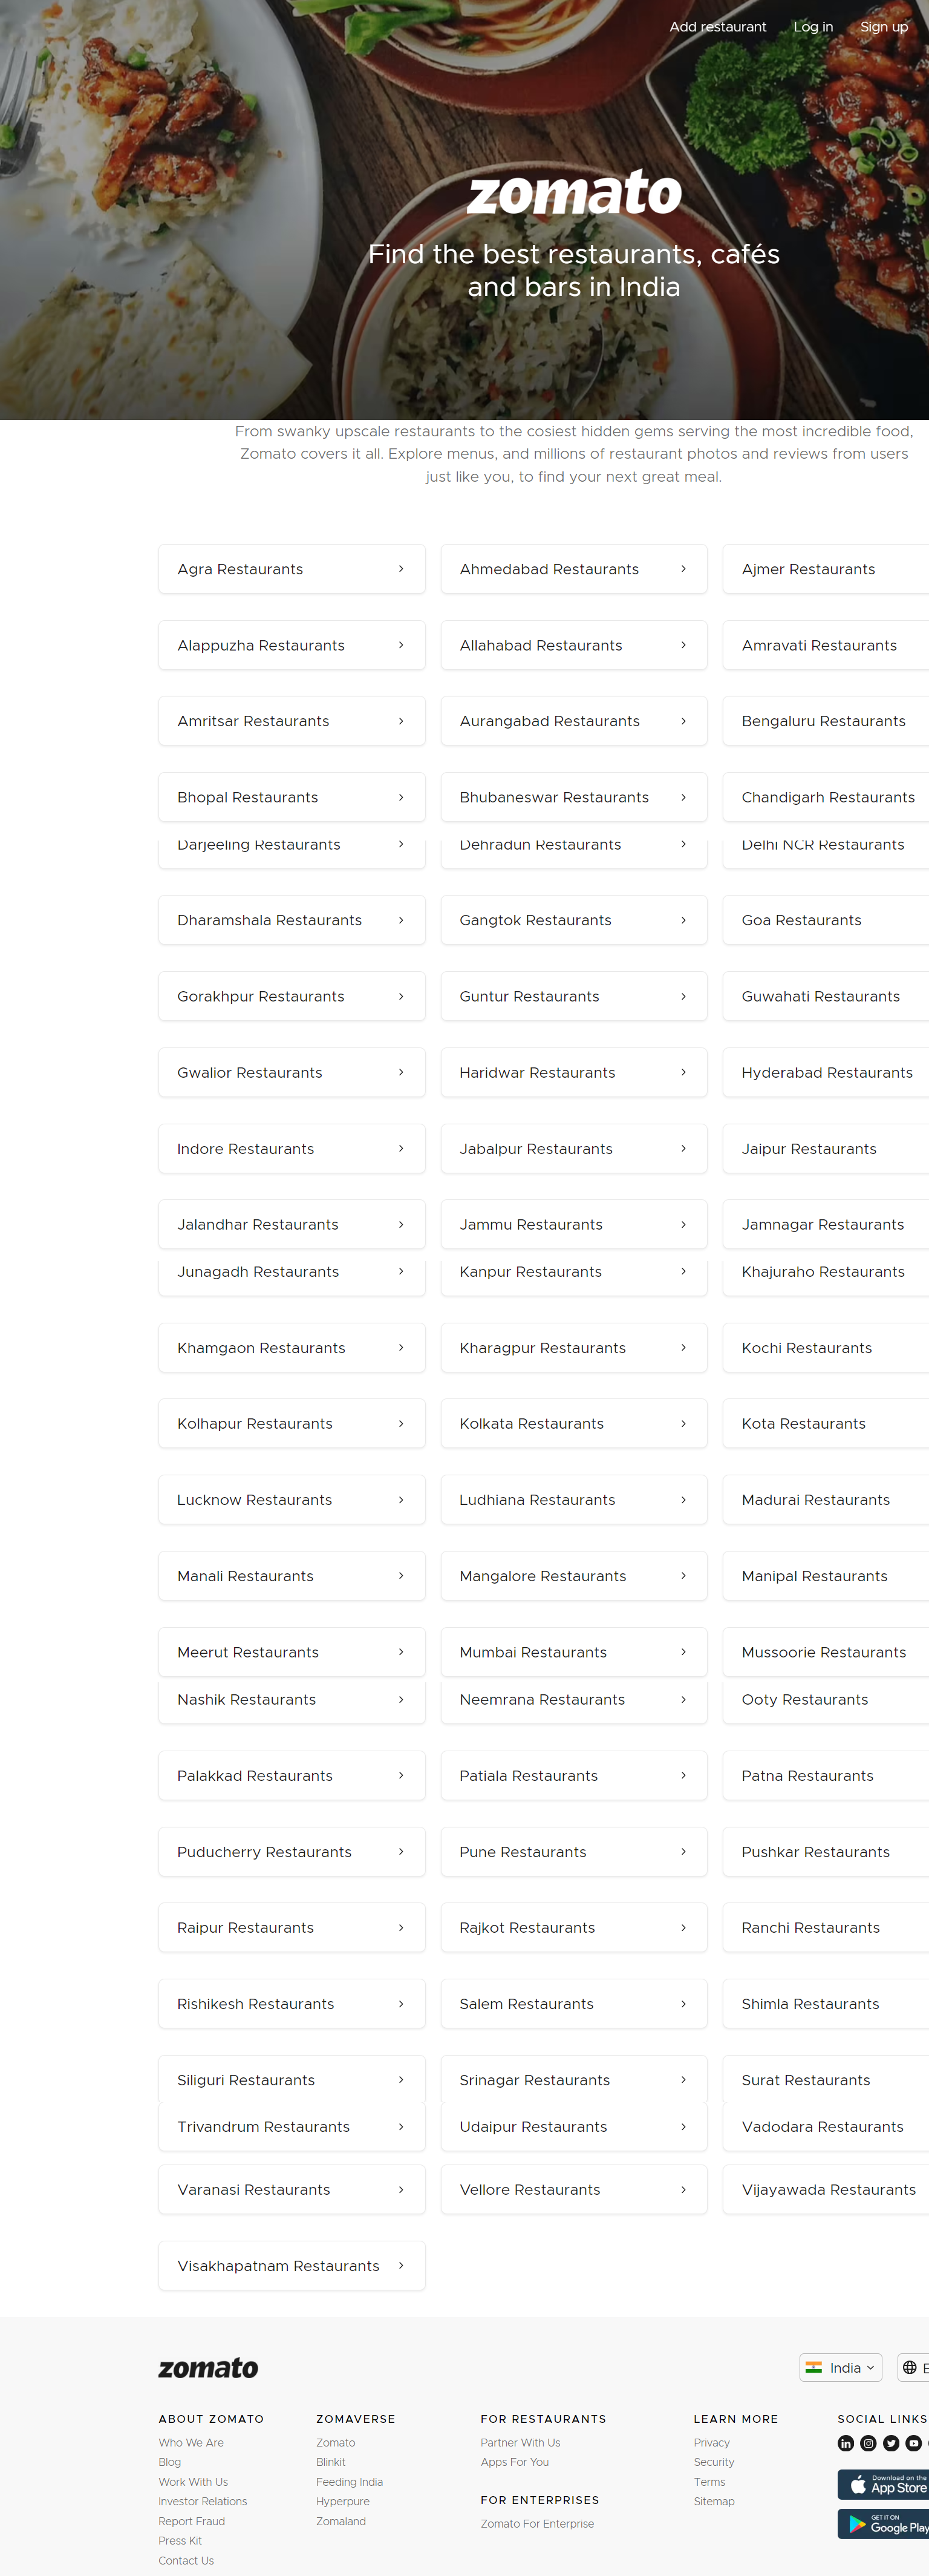 Add restaurant Log in Sign up
zomato
Find the best restaurants, cafés
and bars in India
From swanky upscale restaurants to the cosiest hidden gems serving the most incredible food,
Zomato covers it all. Explore menus, and millions of restaurant photos and reviews from users
just like you, to find your next great meal.
Agra Restaurants Ahmedabad Restaurants Ajmer Restaurants
Alappuzha Restaurants Allahabad Restaurants Amravati Restaurants
Amritsar Restaurants Aurangabad Restaurants Bengaluru Restaurants
Bhopal Restaurants Bhubaneswar Restaurants Chandigarh Restaurants
Darjeeling Restaurants Dehradun Restaurants Delhi NCR Restaurants
Dharamshala Restaurants Gangtok Restaurants Goa Restaurants
Gorakhpur Restaurants Guntur Restaurants Guwahati Restaurants
Gwalior Restaurants Haridwar Restaurants Hyderabad Restaurants
Indore Restaurants Jabalpur Restaurants Jaipur Restaurants
Jalandhar Restaurants Jammu Restaurants Jamnagar Restaurants
Junagadh Restaurants Kanpur Restaurants Khajuraho Restaurants
Khamgaon Restaurants Kharagpur Restaurants Kochi Restaurants
Kolhapur Restaurants Kolkata Restaurants Kota Restaurants
Lucknow Restaurants Ludhiana Restaurants Madurai Restaurants
Manali Restaurants Mangalore Restaurants Manipal Restaurants
Meerut Restaurants Mumbai Restaurants Mussoorie Restaurants
Nashik Restaurants Neemrana Restaurants Ooty Restaurants
Palakkad Restaurants Patiala Restaurants Patna Restaurants
Puducherry Restaurants Pune Restaurants Pushkar Restaurants
Raipur Restaurants Rajkot Restaurants Ranchi Restaurants
Rishikesh Restaurants Salem Restaurants Shimla Restaurants
Siliguri Restaurants Srinagar Restaurants Surat Restaurants
Trivandrum Restaurants Udaipur Restaurants Vadodara Restaurants
Varanasi Restaurants Vellore Restaurants Vijayawada Restaurants
Visakhapatnam Restaurants
zomato India
ABOUT ZOMATO ZOMAVERSE FOR RESTAURANTS LEARN MORE SOCIAL LINKS
Who We Are Zomato Partner With Us Privacy
Blog Blinkit Apps For You Security
Work With Us Feeding India Terms Download on the
App Store
Investor Relations Hyperpure FOR ENTERPRISES Sitemap
Report Fraud Zomaland Zomato For Enterprise GET IT ON
Google Play
Press Kit
Contact Us